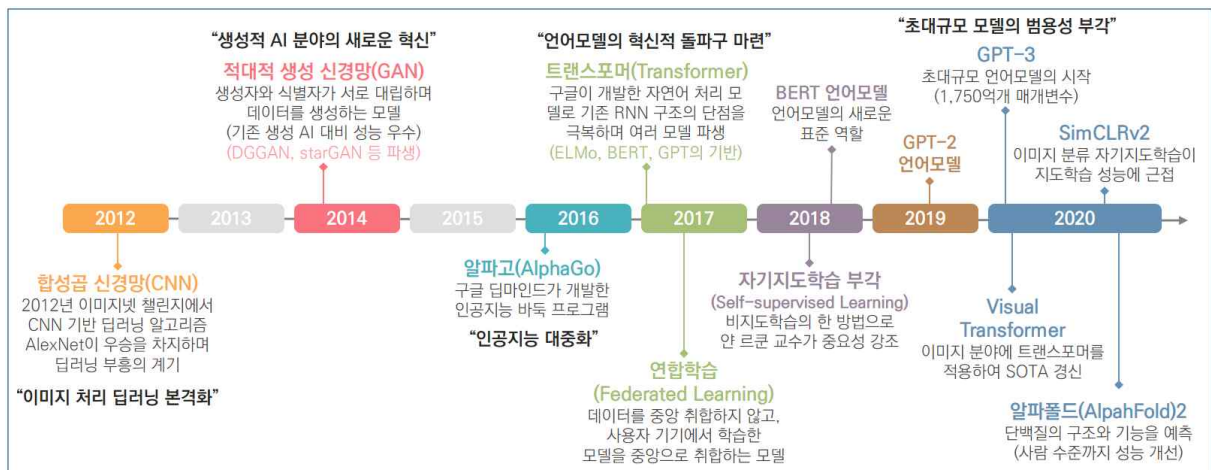 “생성적 AI 분야의 새로운 혁신”
적대적 생성 신경망(GAN)
생성자와 식별자가 서로 대립하며
데이터를 생성하는 모델
(기존 생성 AI 대비 성능 우수)
(DGGAN, starGAN 등 파생)
“언어모델의 혁신적 돌파구 마련”
트랜스포머(Transformer)
구글이 개발한 자연어 처리 모
델로 기존 RNN 구조의 단점을
극복하며 여러 모델 파생
(ELMo, BERT, GPT의 기반)
BERT 언어모델
언어모델의 새로운
표준 역할
GPT-2
언어모델
“초대규모 모델의 범용성 부각”
GPT-3
초대규모 언어모델의 시작
(1,750억개 매개변수)
SimCLRv2
이미지 분류 자기지도학습이
지도학습 성능에 근접
2012
2013
2014
2015
2016
2017
2018
2019
2020
합성곱 신경망(CNN)
2012년 이미지넷 챌린지에서
CNN 기반 딥러닝 알고리즘
AlexNet이 우승을 차지하며
딥러닝 부흥의 계기
“이미지 처리 딥러닝 본격화”
알파고(AlphaGo)
구글 딥마인드가 개발한
인공지능 바둑 프로그램
“인공지능 대중화”
연합학습
(Federated Learning)
데이터를 중앙 취합하지 않고,
사용자 기기에서 학습한
모델을 중앙으로 취합하는 모델
자기지도학습 부각
(Self-supervised Learning)
비지도학습의 한 방법으로
얀 르쿤 교수가 중요성 강조
Visual
Transformer
이미지 분야에 트랜스포머를
적용하여 SOTA 경신
알파폴드(AlpahFold)2
단백질의 구조와 기능을 예측
(사람 수준까지 성능 개선)